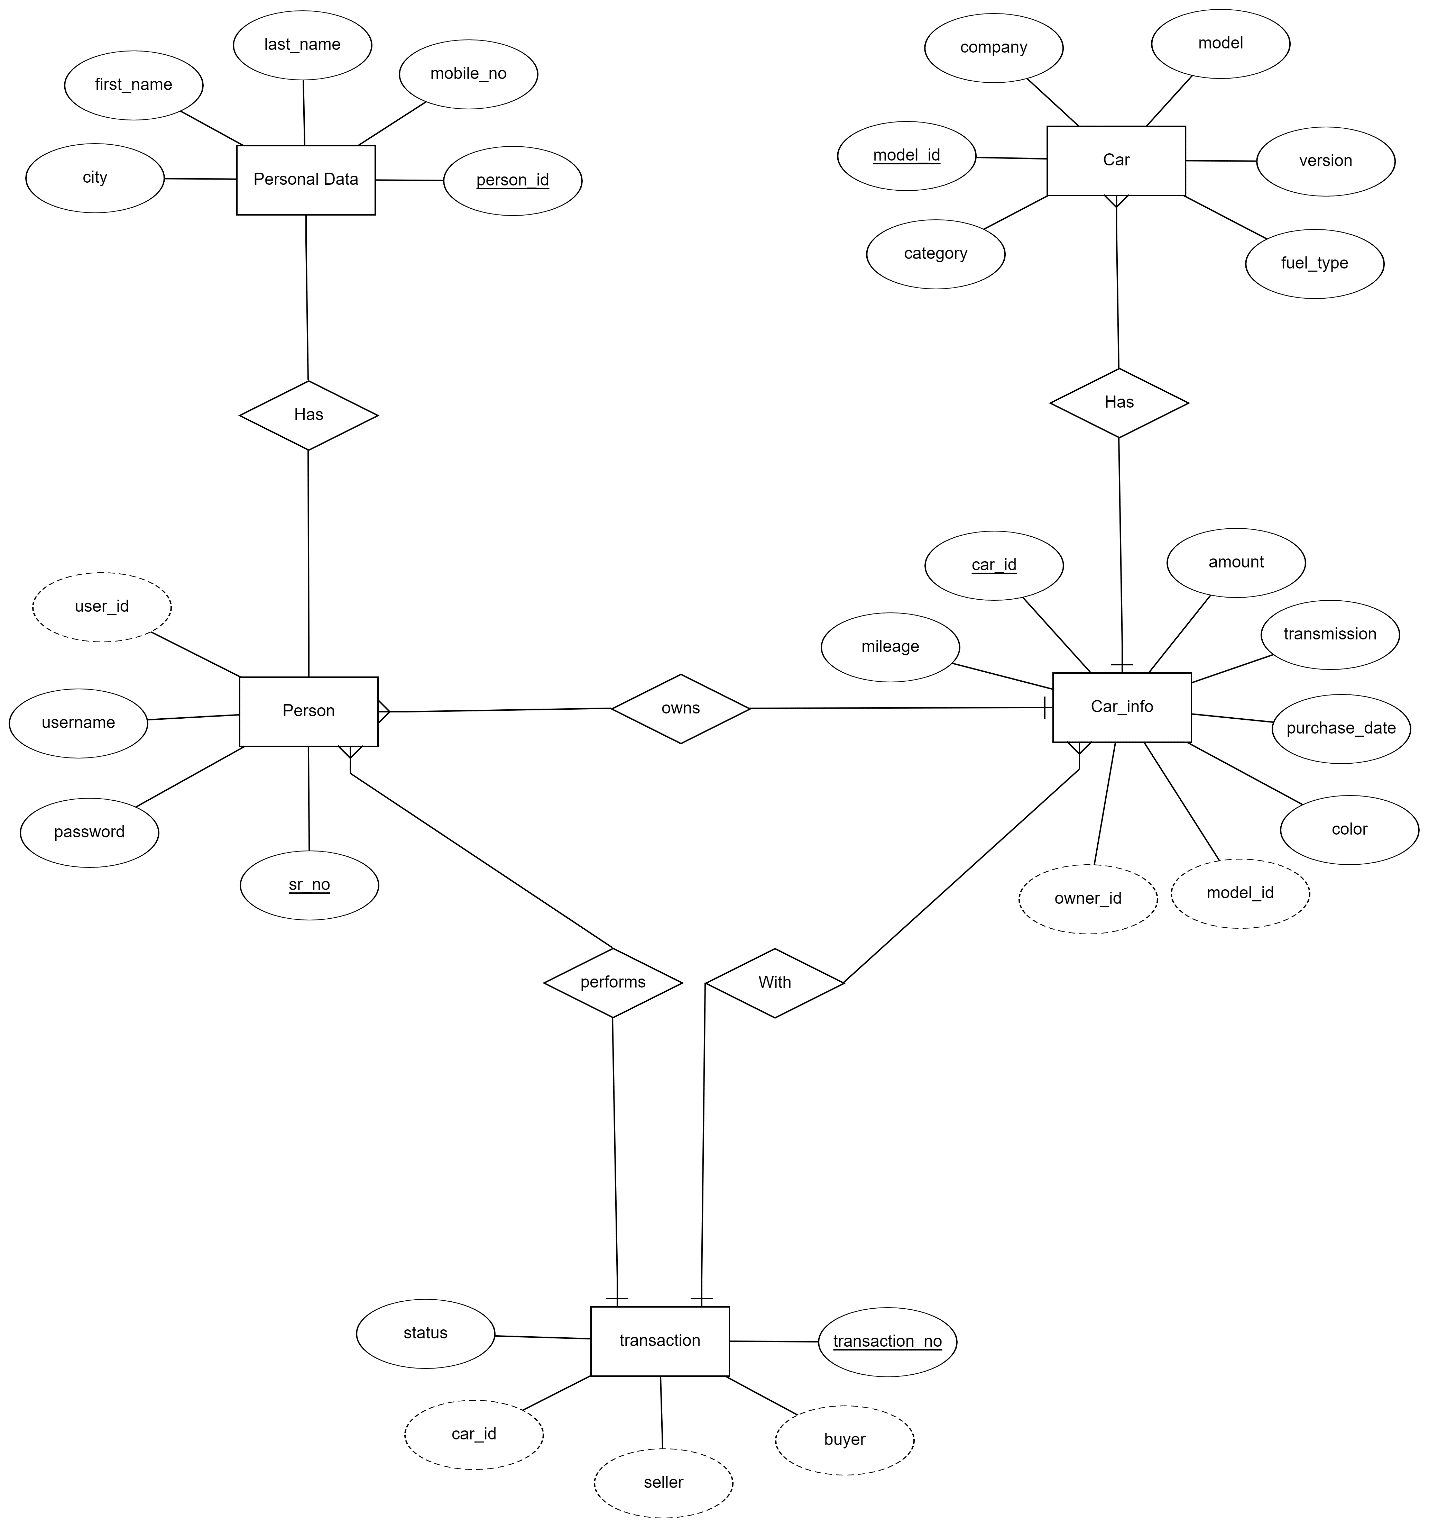 last_name
first_name
mobile_no
city
Personal Data
person_id
company
model
model_id
Car
version
category
fuel_type
Has
Has
user_id
username
Person
password
sr_no
owns
car_id
amount
mileage
transmission
Car_info
purchase_date
color
owner_id
model_id
performs
With
status
transaction
transaction_no
car_id
buyer
seller